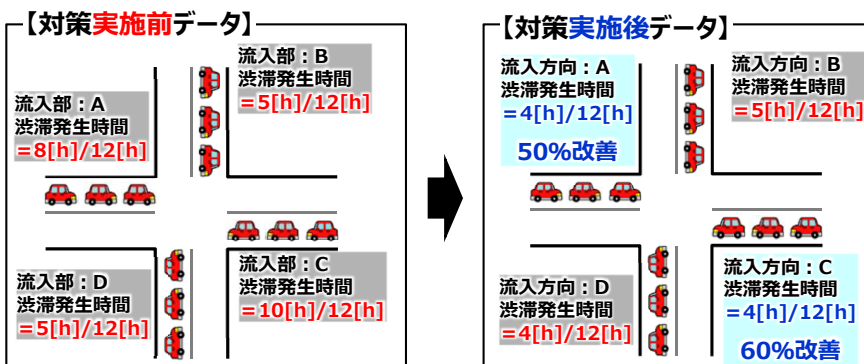 【対策実施前データ】
流入部：A
渋滞発生時間
=8[h]/12[h]
流入部：B
渋滞発生時間
=5[h]/12[h]
流入部：D
渋滞発生時間
=5[h]/12[h]
流入部：C
渋滞発生時間
=10[h]/12[h]
【対策実施後データ】
流入方向：A
渋滞発生時間
=4[h]/12[h]
50%改善
流入方向：B
渋滞発生時間
=5[h]/12[h]
流入方向：D
渋滞発生時間
=4[h]/12[h]
流入方向：C
渋滞発生時間
=4[h]/12[h]
60%改善